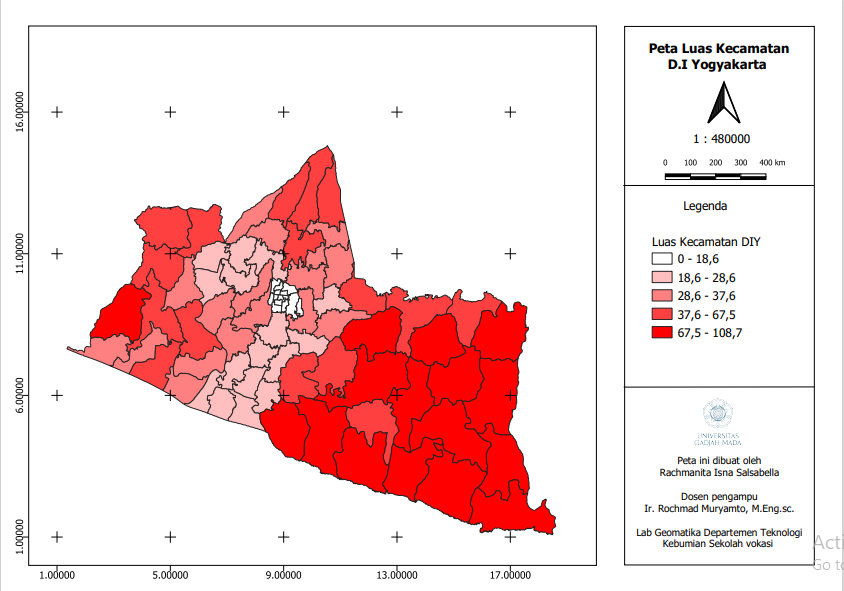 Peta Luas Kecamatan
D.I Yogyakarta
1 : 480000
0 100 200 300 400 km
Legenda
Luas Kecamatan DIY
0 - 18,6
18,6 - 28,6
28,6 - 37,6
37,6 - 67,5
67,5 - 108,7
UNIVERSITAS
GADJAH MADA
Peta ini dibuat oleh
Rachmanita Isna Salsabella
Dosen pengampu
Ir. Rochmad Muryamto, M.Eng.sc.
Lab Geomatika Departemen Teknologi
Kebumian Sekolah vokasi
16.00000
11.00000
6.00000
1.00000
1.00000 5.00000 9.00000 13.00000 17.00000
Acti
Go to